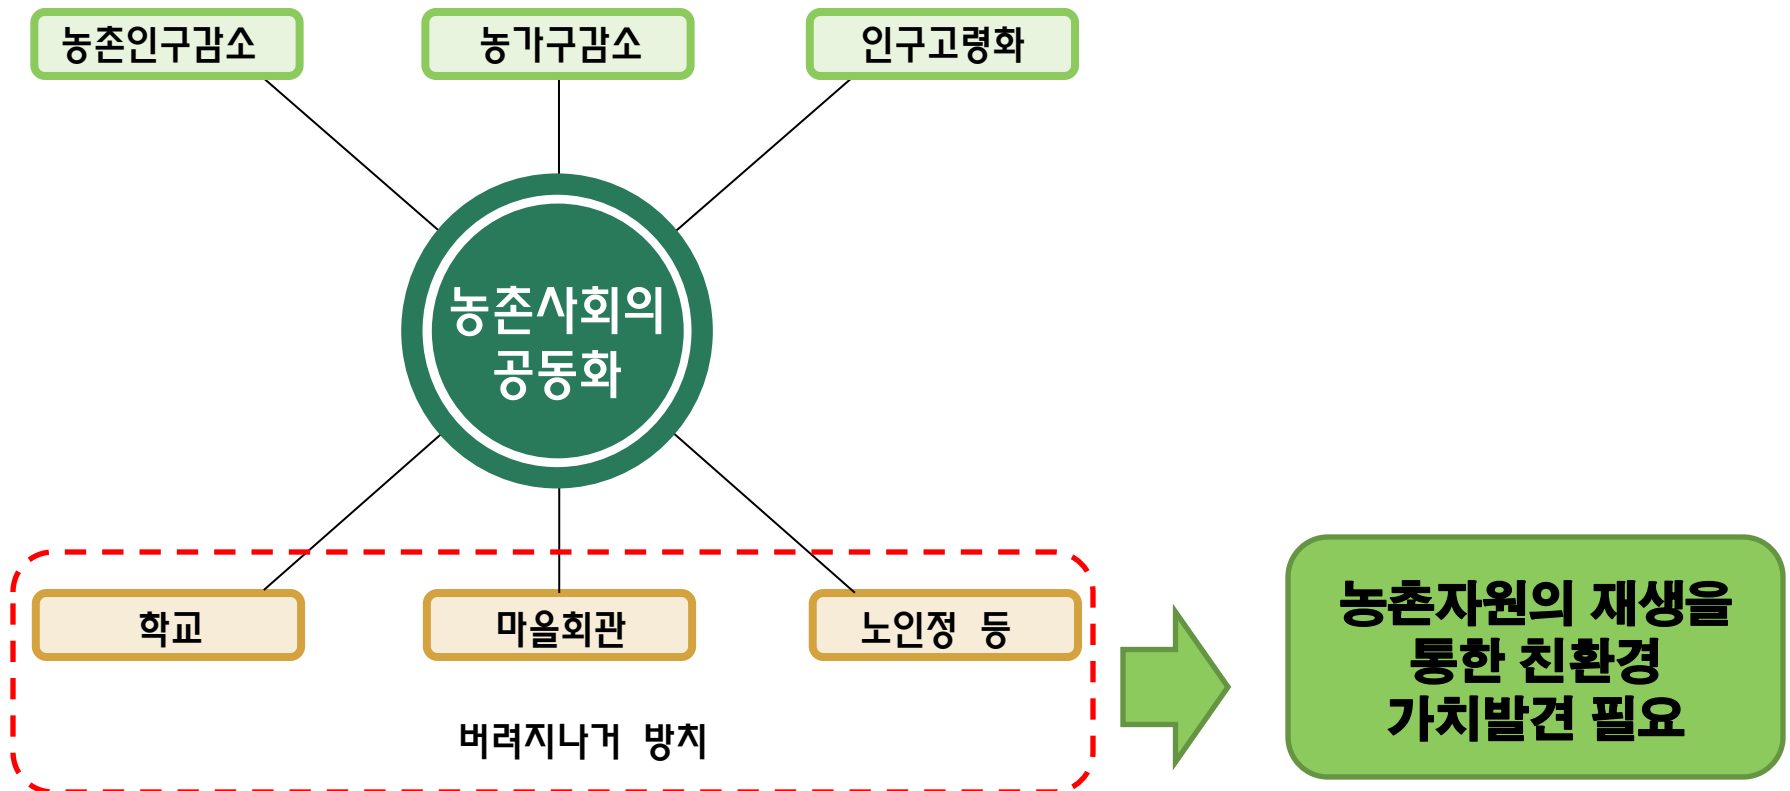 농촌인구감소
농가구감소
인구고령화
농촌사회의
공동화
학교
마을회관
노인정 등
버려지나거 방치
농촌자원의 재생을
통한 친환경
가치발견 필요